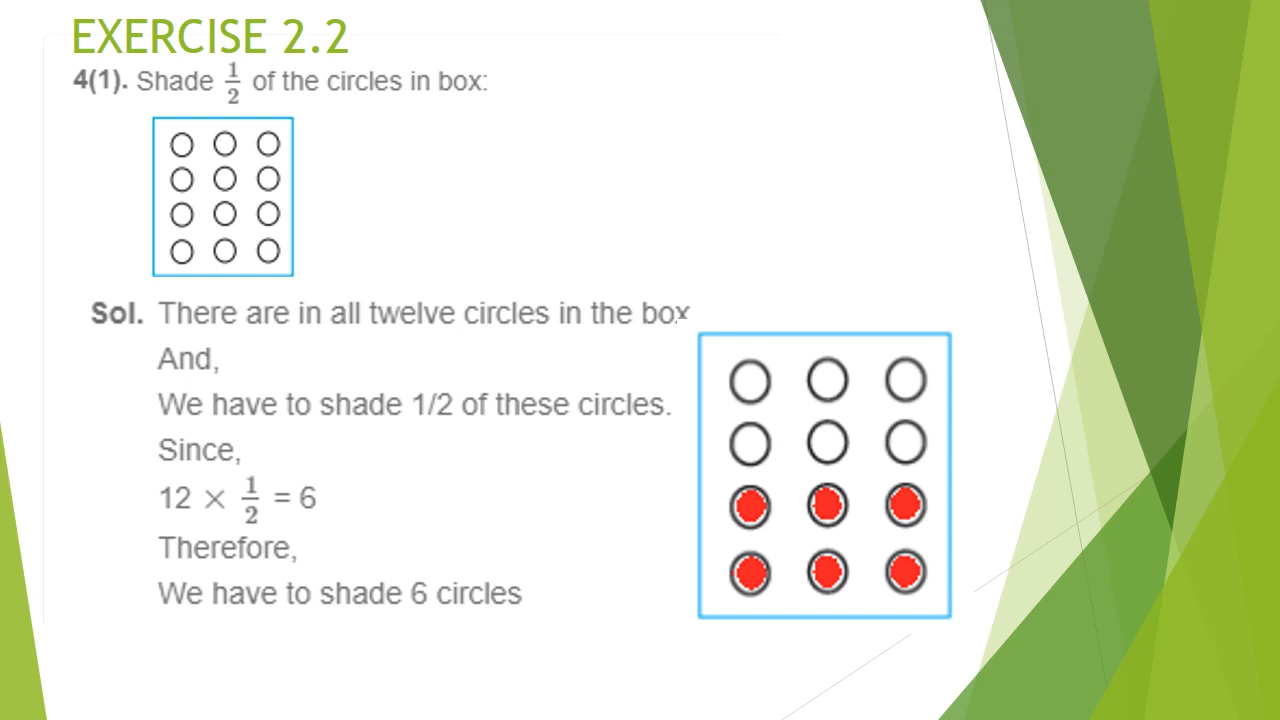 EXERCISE 2.2
4(1). Shade 1/2 of the circles in box:
Sol. There are in all twelve circles in the box
And,
We have to shade 1/2 of these circles.
Since,
12 × 1/2 = 6
Therefore,
We have to shade 6 circles